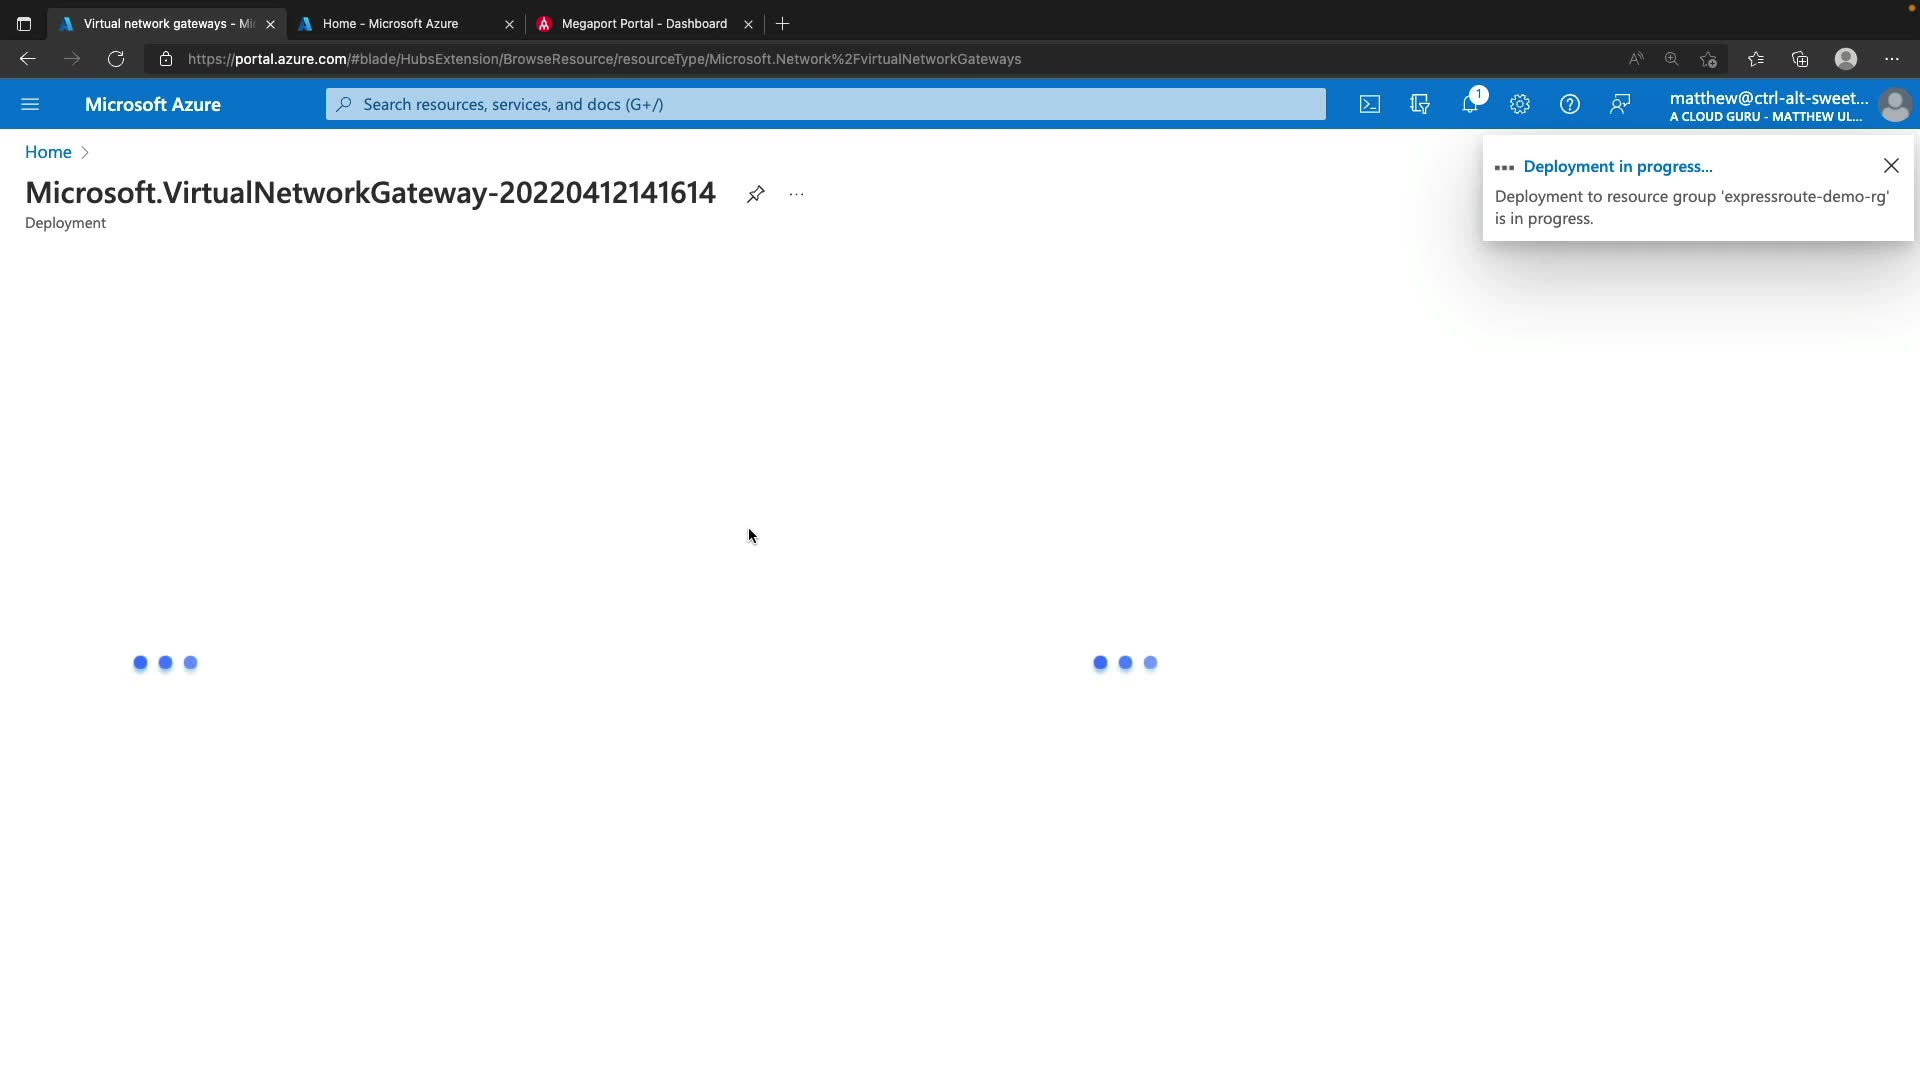 Virtual network gateways - Mi
Home - Microsoft Azure
Megaport Portal - Dashboard
https://portal.azure.com/#blade/HubsExtension/BrowseResource/resourceType/Microsoft.Network%2FvirtualNetworkGateways
Microsoft Azure
Search resources, services, and docs (G+/)
1
matthew@ctrl-alt-sweet...
A CLOUD GURU - MATTHEW UL...
Home
Microsoft.VirtualNetworkGateway-20220412141614
Deployment
Deployment in progress...
Deployment to resource group 'expressroute-demo-rg'
is in progress.